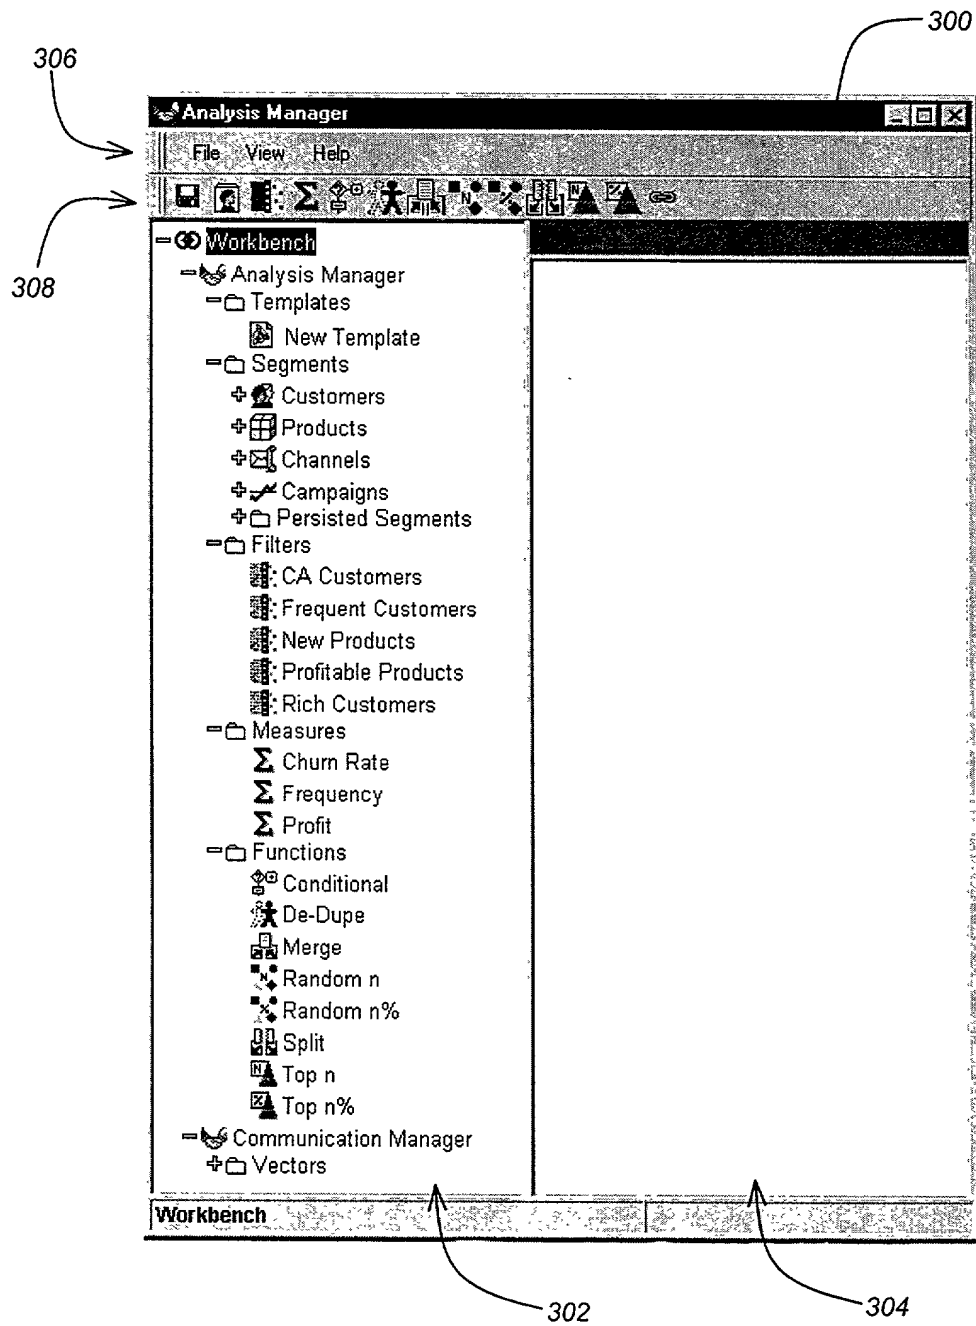 300
306
Analysis Manager
File View Help
308
Workbench
Analysis Manager
Templates
New Template
Segments
Customers
Products
Channels
Campaigns
Persisted Segments
Filters
CA Customers
Frequent Customers
New Products
Profitable Products
Rich Customers
Measures
Σ Churn Rate
Σ Frequency
Σ Profit
Functions
Conditional
De-Dupe
Merge
Random n
Random n%
Split
Top n
Top n%
Communication Manager
Vectors
Workbench
302
304